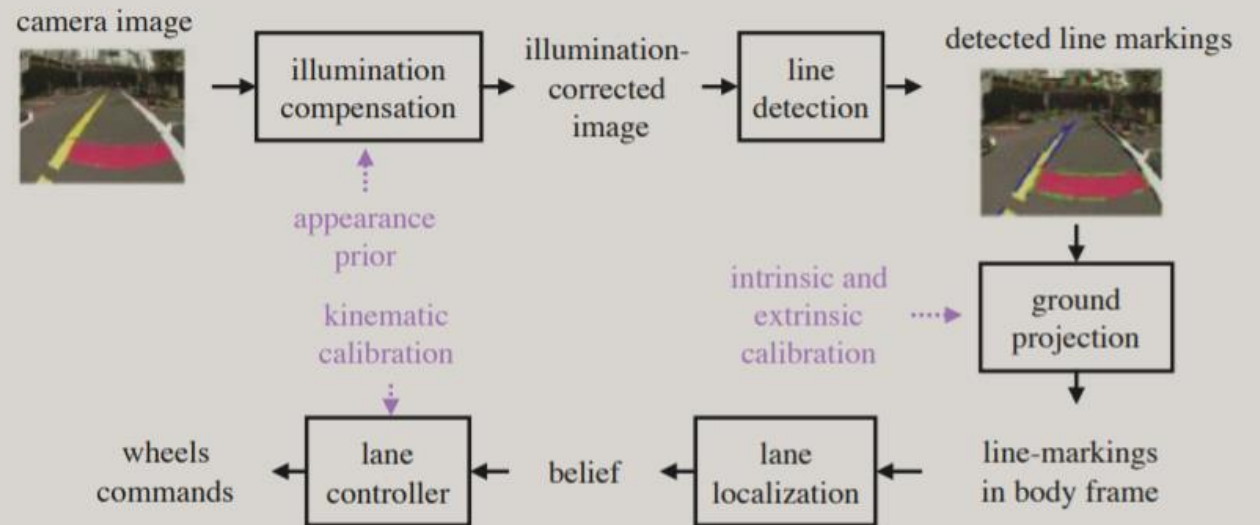 camera image
illumination
compensation
illumination-
corrected
image
line
detection
detected line markings
appearance
prior
kinematic
calibration
intrinsic and
extrinsic
calibration
ground
projection
wheels
commands
lane
controller
belief
lane
localization
line-markings
in body frame